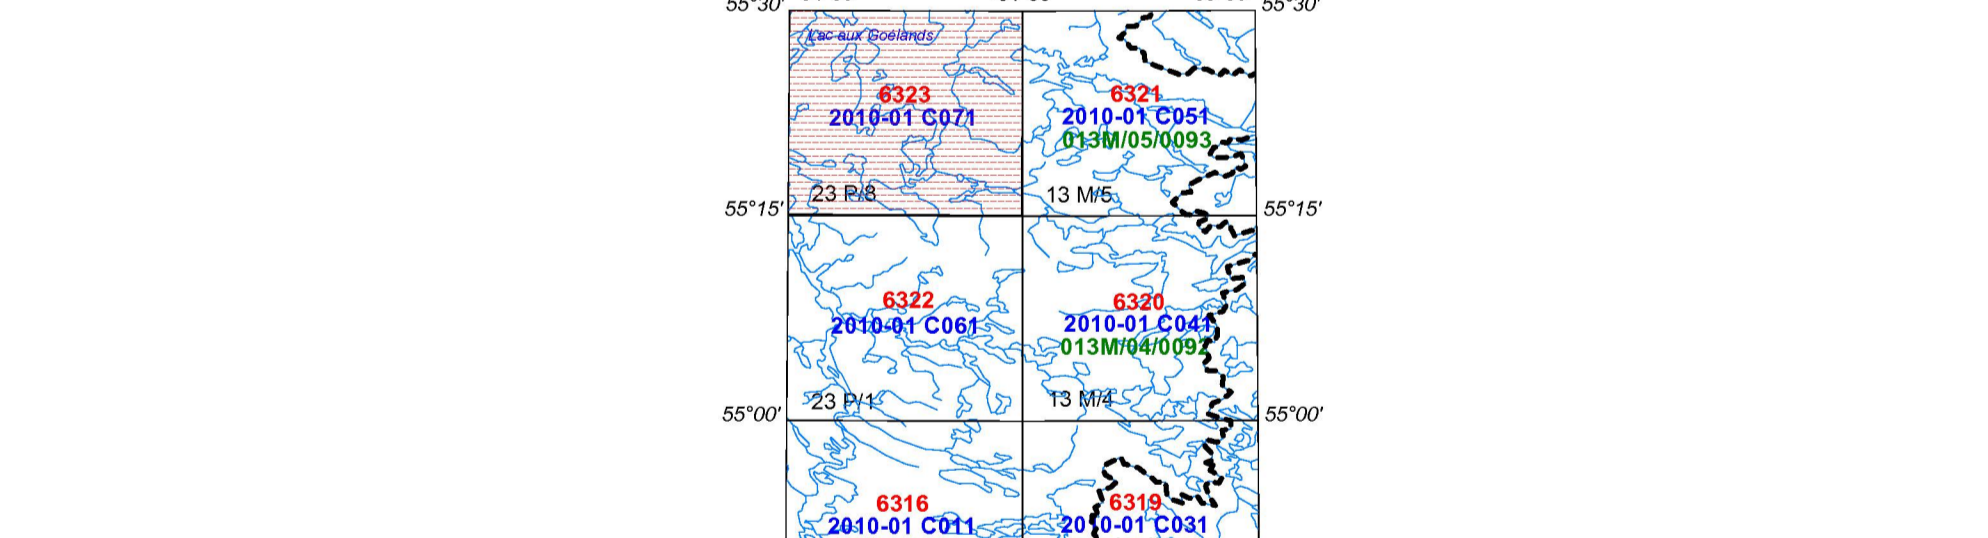 55°30' 55°30'
Lac aux Goélands
6323
2010-01 C071
23 P/8
6321
2010-01 C051
013M/05/0093
13 M/5
55°15' 55°15'
6322
2010-01 C061
23 P/1
6320
2010-01 C041
013M/04/0092
13 M/4
55°00' 55°00'
6316
2010-01 C011
6319
2010-01 C031